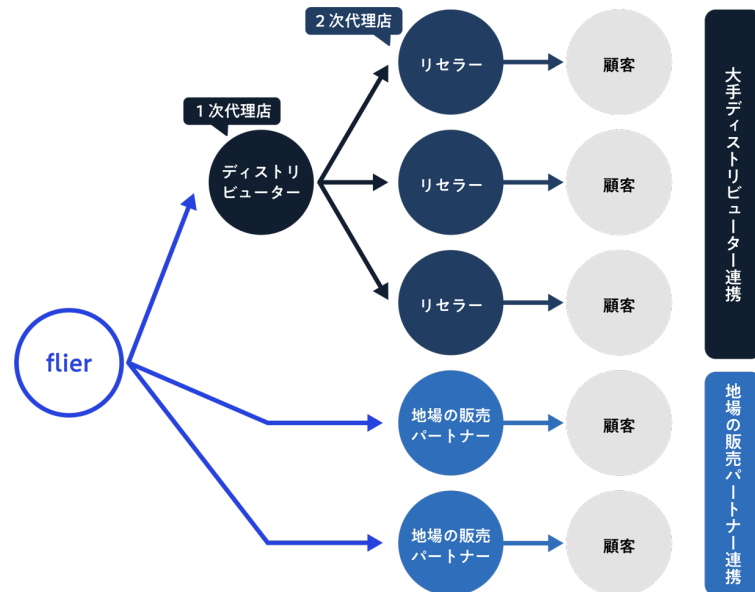 2次代理店
リセラー
顧客
1次代理店
ディストリ
ビューター
リセラー
顧客
リセラー
顧客
大手ディストリビューター連携
flier
地場の販売
パートナー
顧客
地場の販売
パートナー
顧客
地場の販売パートナー連携